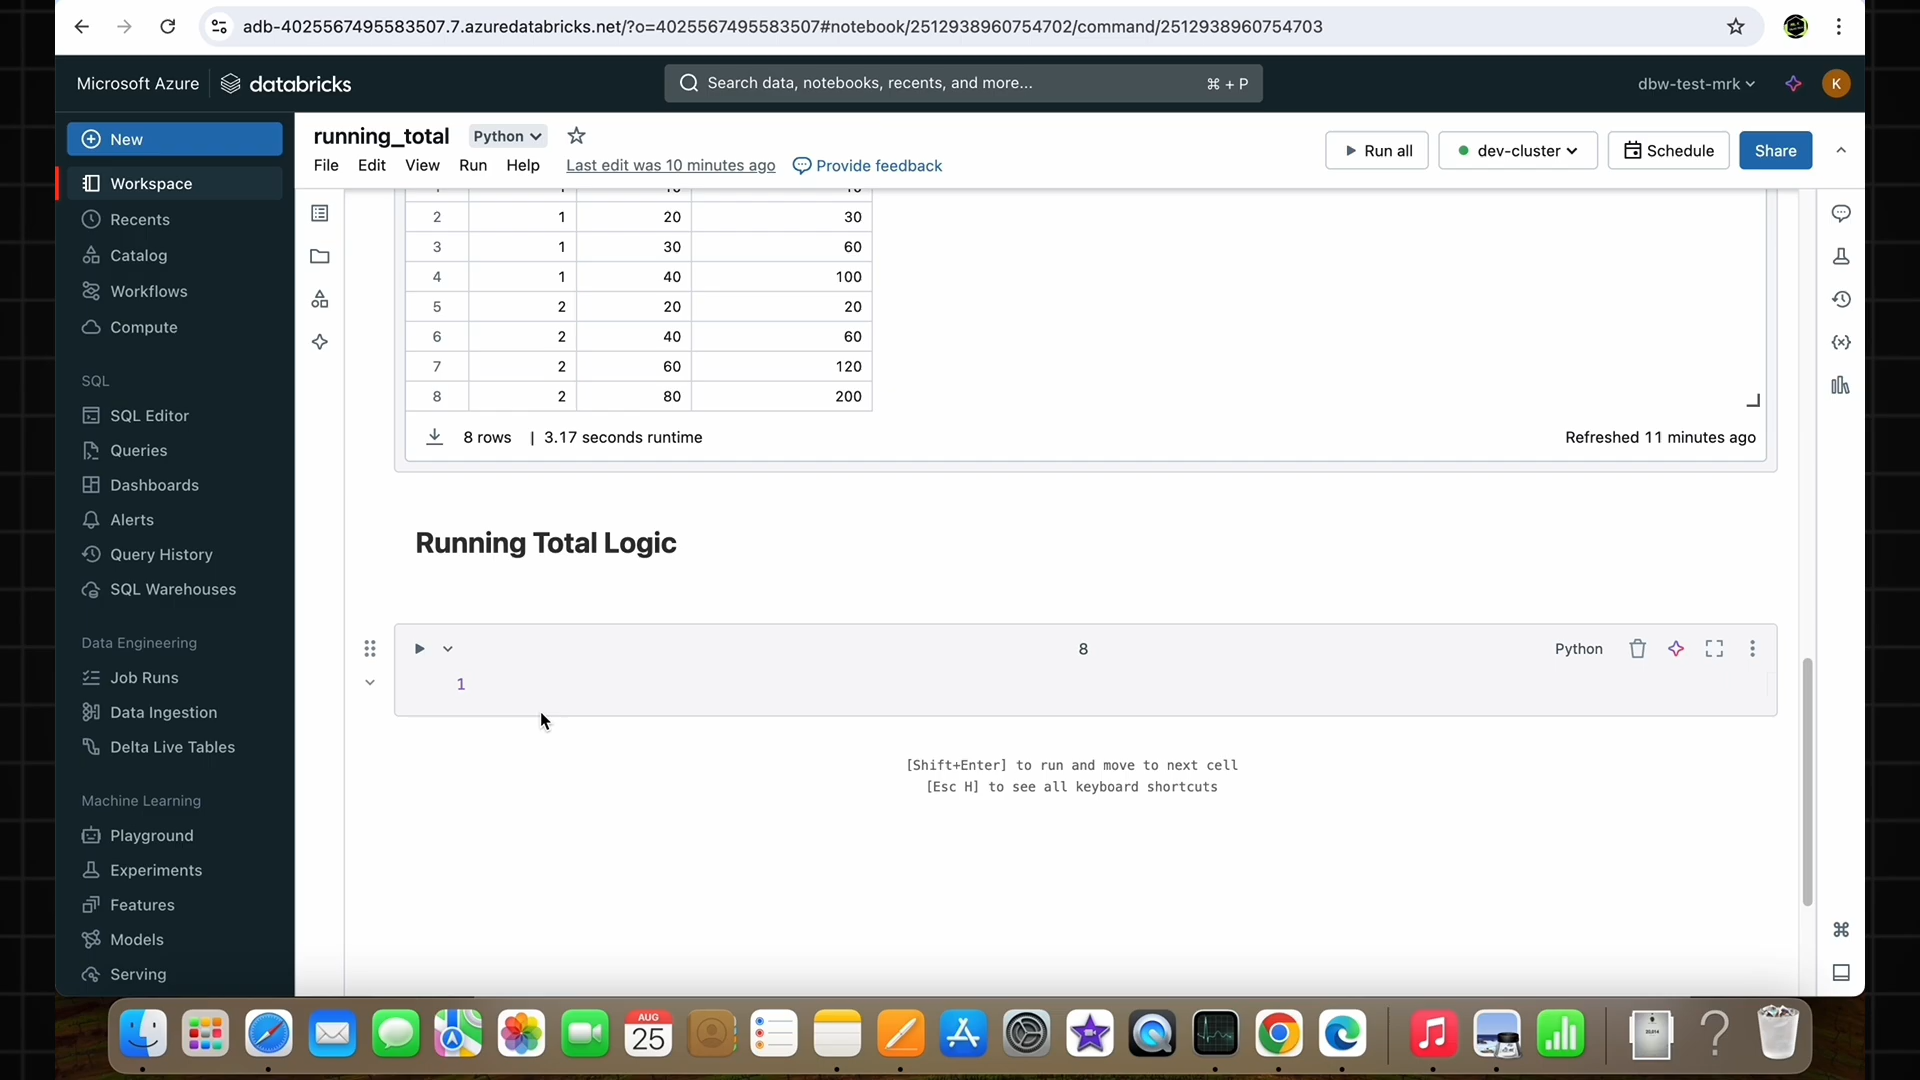 adb-4025567495583507.7.azuredatabricks.net/?o=4025567495583507#notebook/2512938960754702/command/2512938960754703
Microsoft Azure databricks Search data, notebooks, recents, and more... ⌘ + P dbw-test-mrk K
New
Workspace
Recents
Catalog
Workflows
Compute
SQL
SQL Editor
Queries
Dashboards
Alerts
Query History
SQL Warehouses
Data Engineering
Job Runs
Data Ingestion
Delta Live Tables
Machine Learning
Playground
Experiments
Features
Models
Serving
running_total Python
File Edit View Run Help Last edit was 10 minutes ago Provide feedback
Run all dev-cluster Schedule Share
2 1 20 30
3 1 30 60
4 1 40 100
5 2 20 20
6 2 40 60
7 2 60 120
8 2 80 200
8 rows | 3.17 seconds runtime Refreshed 11 minutes ago
Running Total Logic
8 Python
1
[Shift+Enter] to run and move to next cell
[Esc H] to see all keyboard shortcuts
AUG
25